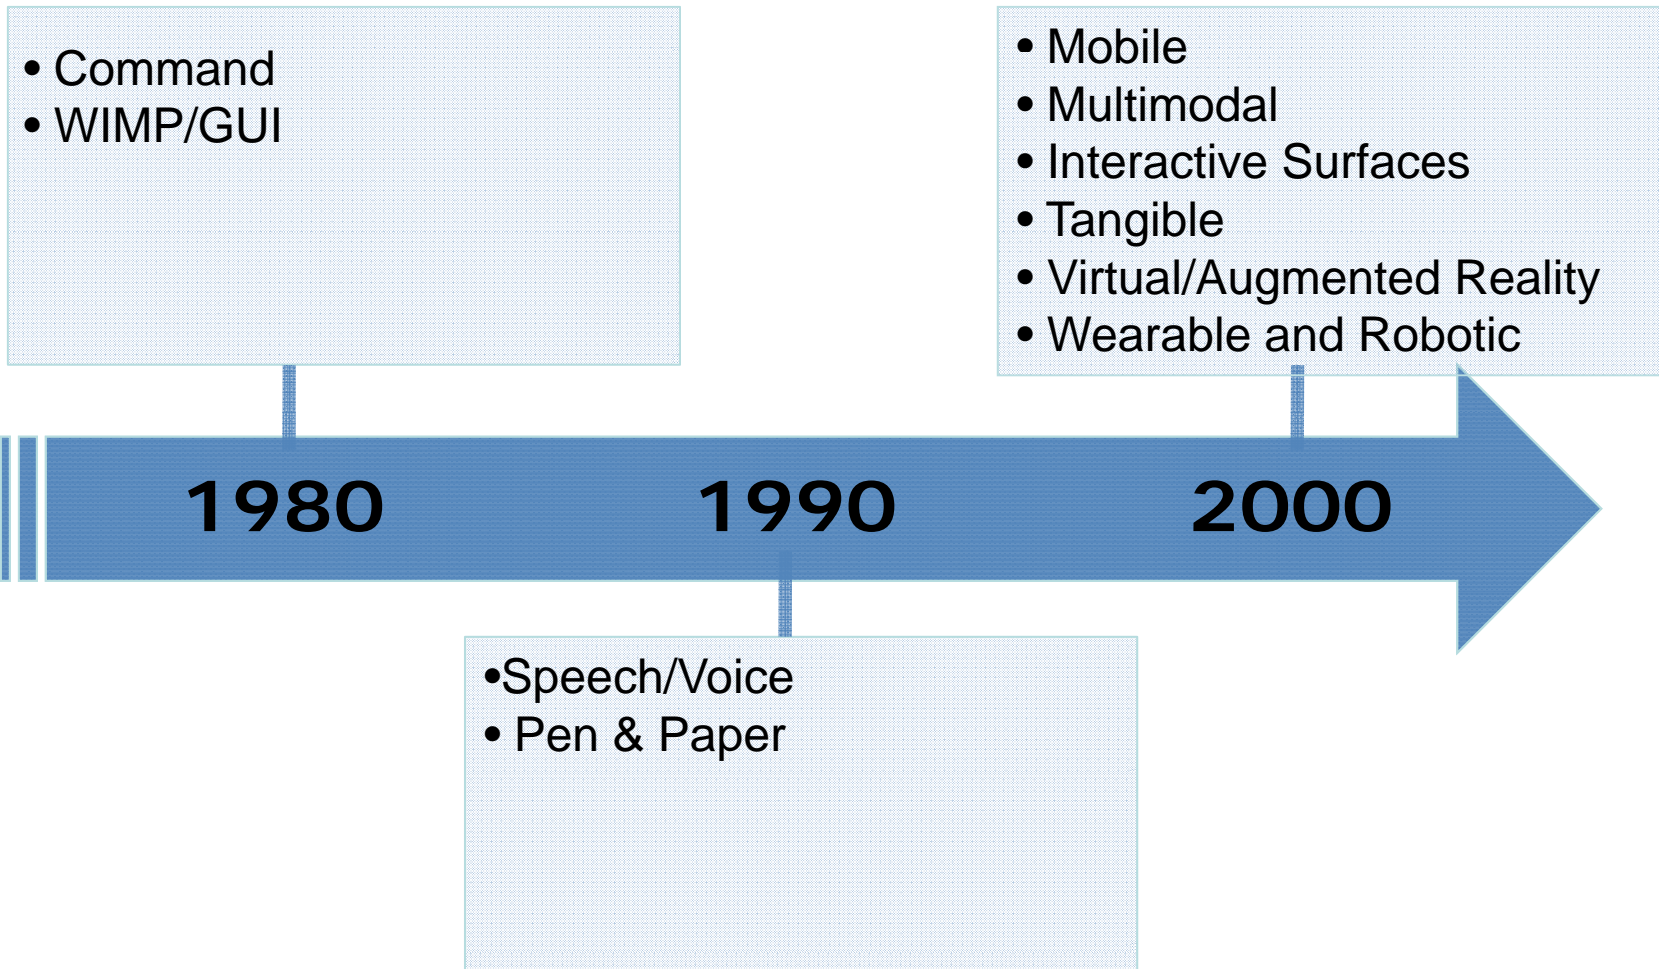 • Command
• WIMP/GUI
• Mobile
• Multimodal
• Interactive Surfaces
• Tangible
• Virtual/Augmented Reality
• Wearable and Robotic
1980
1990
2000
•Speech/Voice
• Pen & Paper